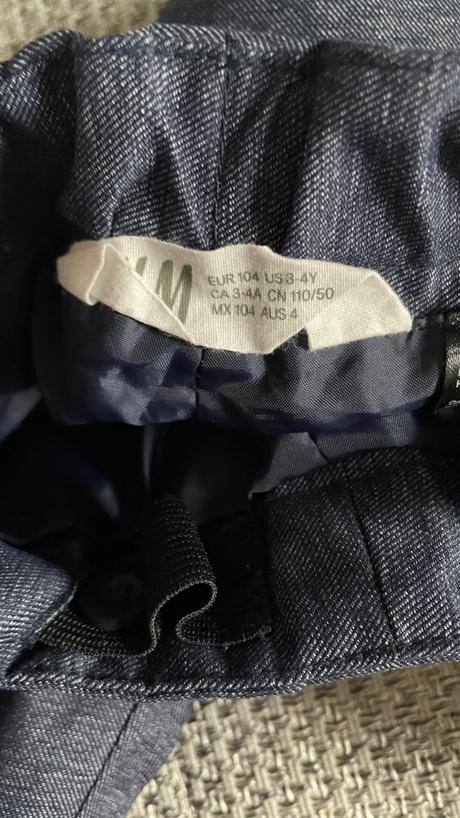 H&M
EUR 104 US 3-4Y
CA 3-4A CN 110/50
MX 104 AUS 4